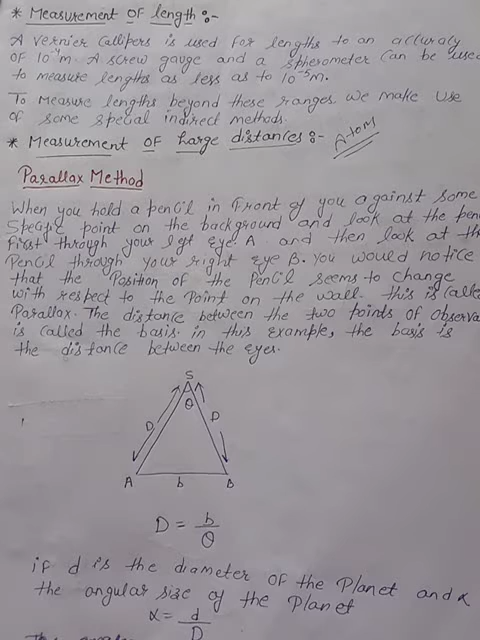 * Measurement of length :-
A Vernier Callipers is used for lengths to an accuraly
of 10⁻⁴m. A screw gauge and a spherometer can be used
to measure lengths as less as to 10⁻⁵m.
To Measure lengths beyond these ranges. we make use
of some special indirect methods.
* Measurement of Large distances :-
Parallax Method
When you hold a pencil in Front of you against some
Specific point on the background and look at the pen
First through your left Eye A and then look at th
Pencil through your right Eye B. you would notice
that the Position of the Pencil seems to change
with respect to the Point on the wall. this is calle
Parallox. The distance between the two points of observa
is called the basis. in this example, the basis is
the distance between the eyes.
S
θ
D D
A b B
D = b/θ
if d is the diameter of the Planet and α
the angular size of the Planet
α = d/D